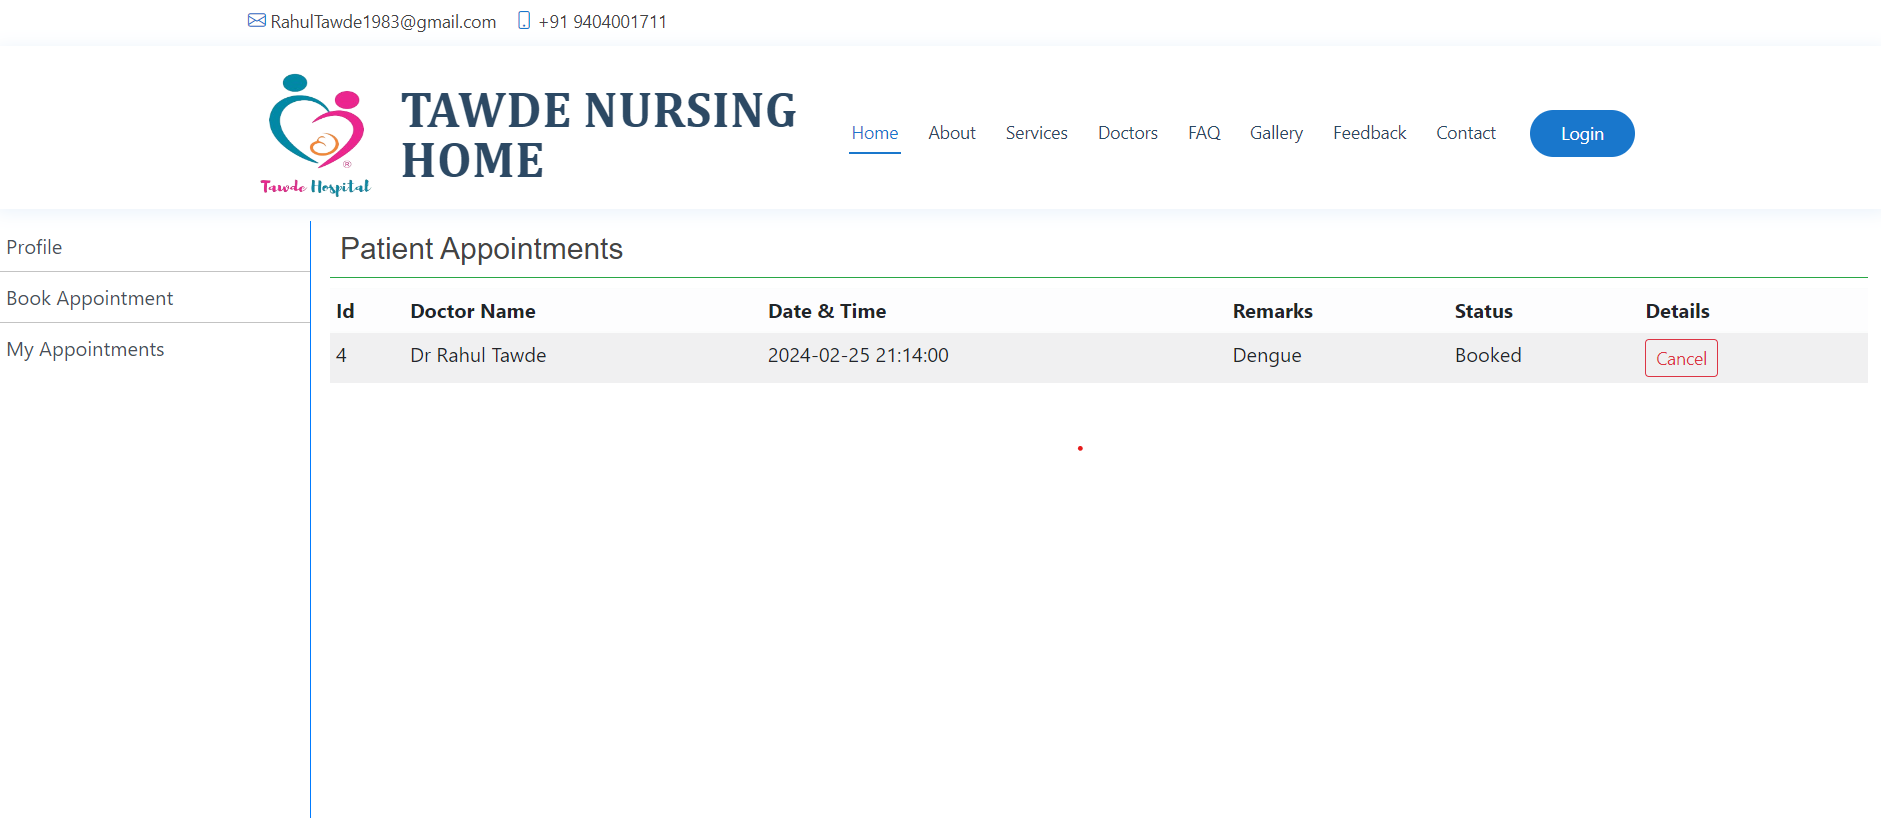 RahulTawde1983@gmail.com +91 9404001711
TAWDE NURSING
HOME
® 
Tawde Hospital
Home About Services Doctors FAQ Gallery Feedback Contact Login
Profile
Book Appointment
My Appointments
Patient Appointments
Id Doctor Name Date & Time Remarks Status Details
4 Dr Rahul Tawde 2024-02-25 21:14:00 Dengue Booked Cancel